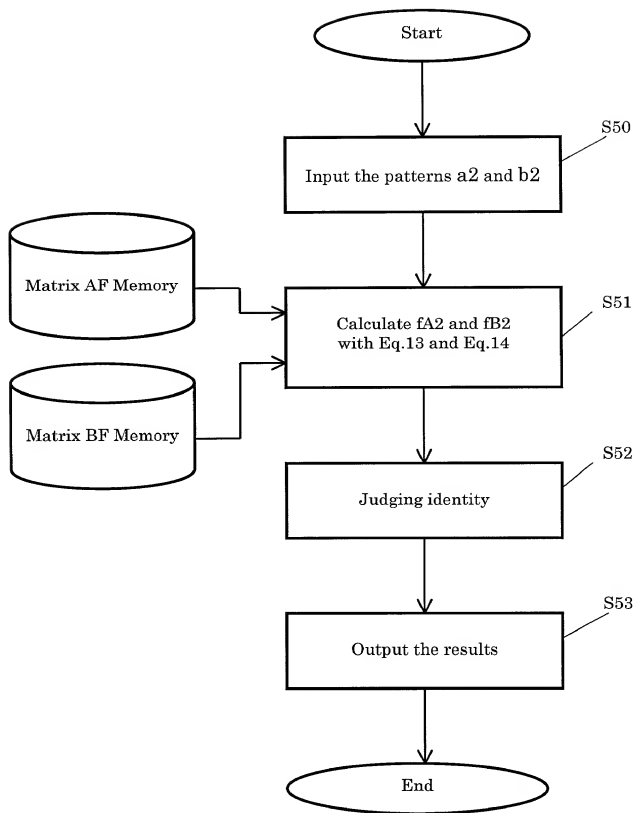 Start
S50
Input the patterns a2 and b2
Matrix AF Memory
S51
Calculate fA2 and fB2
with Eq.13 and Eq.14
Matrix BF Memory
S52
Judging identity
S53
Output the results
End